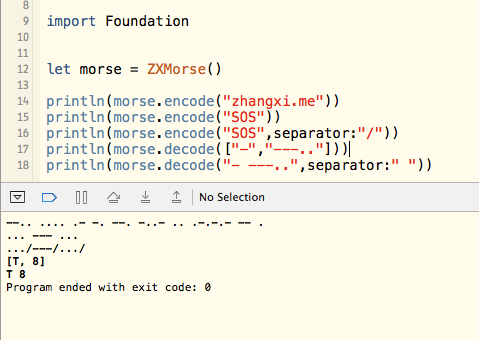 8
9 import Foundation
10
11
12 let morse = ZXMorse()
13
14 println(morse.encode("zhangxi.me"))
15 println(morse.encode("SOS"))
16 println(morse.encode("SOS",separator:"/"))
17 println(morse.decode(["-","---.."]))
18 println(morse.decode("- ---..",separator:" "))
No Selection
--.. .... .- -. --. -..- .. .-.-.- -- .
... --- ...
.../---/.../
[T, 8]
T 8
Program ended with exit code: 0